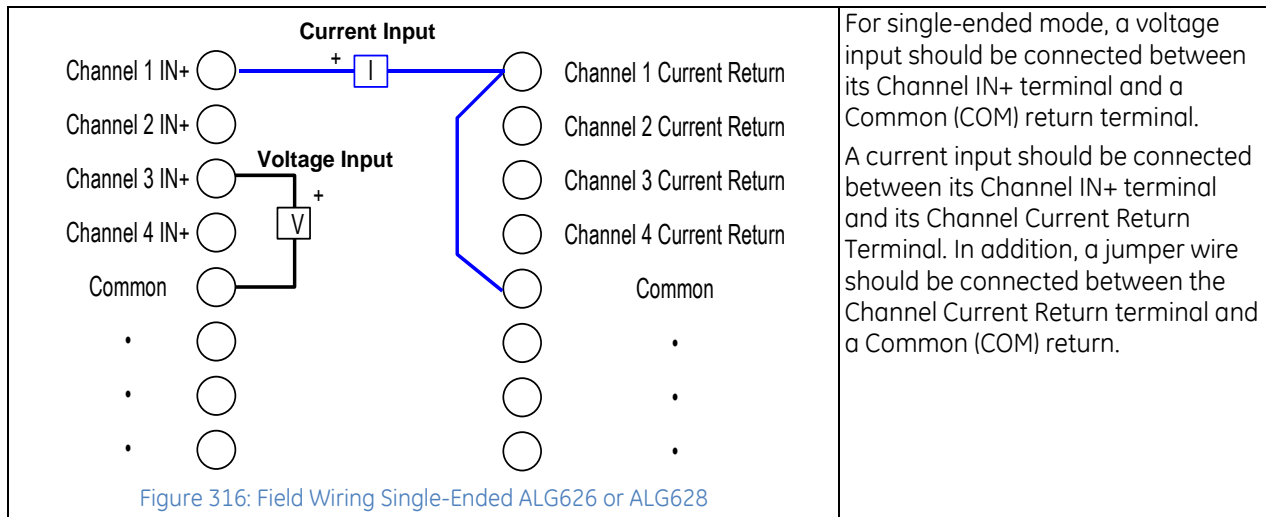 Current Input
+
I
Channel 1 IN+
Channel 1 Current Return
Channel 2 IN+
Channel 2 Current Return
Voltage Input
Channel 3 IN+
Channel 3 Current Return
+
V
Channel 4 IN+
Channel 4 Current Return
Common
Common
•
•
•
•
•
•
Figure 316: Field Wiring Single-Ended ALG626 or ALG628
For single-ended mode, a voltage
input should be connected between
its Channel IN+ terminal and a
Common (COM) return terminal.
A current input should be connected
between its Channel IN+ terminal
and its Channel Current Return
Terminal. In addition, a jumper wire
should be connected between the
Channel Current Return terminal and
a Common (COM) return.